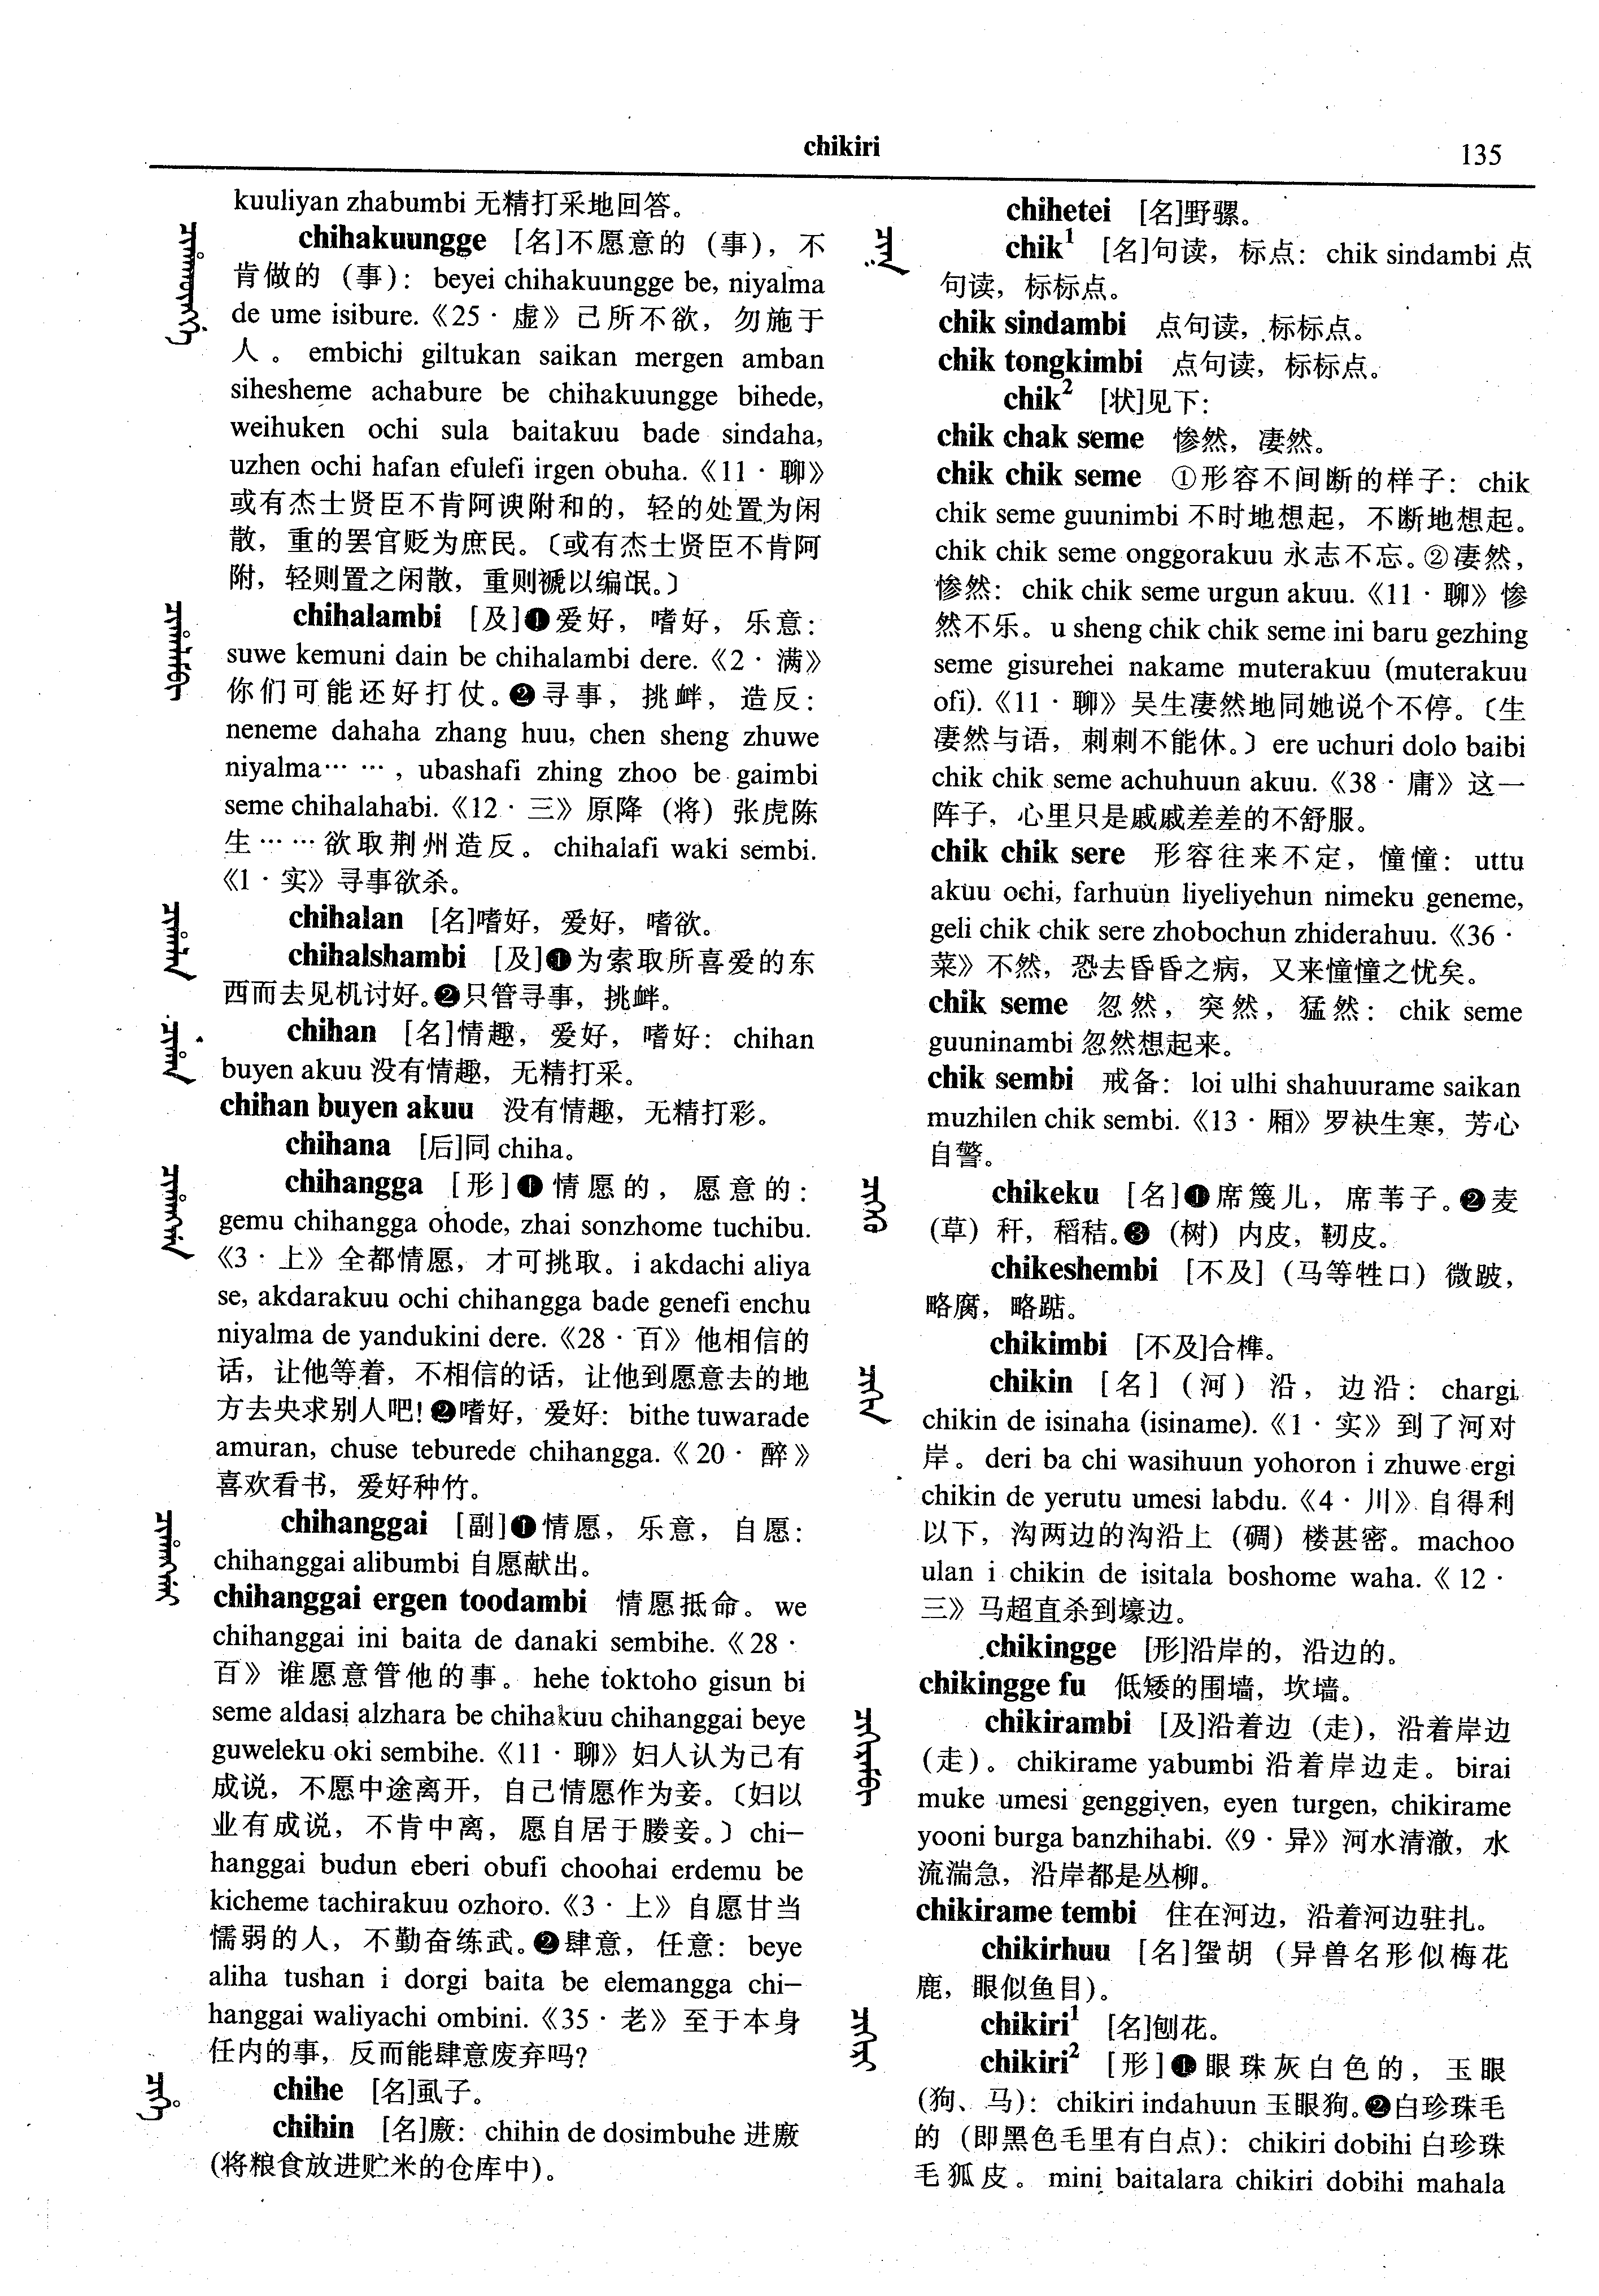 chikiri
135
kuuliyan zhabumbi 无精打采地回答。
chihakuungge [名]不愿意的（事），不
肯做的（事）：beyei chihakuungge be, niyalma
de ume isibure.《25·虚》己所不欲，勿施于
人。embichi giltukan saikan mergen amban
sihesheme achabure be chihakuungge bihede,
weihuken ochi sula baitakuu bade sindaha,
uzhen ochi hafan efulefi irgen obuha.《11·聊》
或有杰士贤臣不肯阿谀附和的，轻的处置为闲
散，重的罢官贬为庶民。〔或有杰士贤臣不肯阿
附，轻则置之闲散，重则褫以编氓。〕
chihalambi [及]❶爱好，嗜好，乐意：
suwe kemuni dain be chihalambi dere.《2·满》
你们可能还好打仗。❷寻事，挑衅，造反：
neneme dahaha zhang huu, chen sheng zhuwe
niyalma……, ubashafi zhing zhoo be gaimbi
seme chihalahabi.《12·三》原降（将）张虎陈
生……欲取荆州造反。chihalafi waki sembi.
《1·实》寻事欲杀。
chihalan [名]嗜好，爱好，嗜欲。
chihalshambi [及]❶为索取所喜爱的东
西而去见机讨好。❷只管寻事，挑衅。
chihan [名]情趣，爱好，嗜好：chihan
buyen akuu 没有情趣，无精打采。
chihan buyen akuu 没有情趣，无精打彩。
chihana [后]同 chiha。
chihangga [形]❶情愿的，愿意的：
gemu chihangga ohode, zhai sonzhome tuchibu.
《3·上》全都情愿，才可挑取。i akdachi aliya
se, akdarakuu ochi chihangga bade genefi enchu
niyalma de yandukini dere.《28·百》他相信的
话，让他等着，不相信的话，让他到愿意去的地
方去央求别人吧！❷嗜好，爱好：bithe tuwarade
amuran, chuse teburede chihangga.《20·醉》
喜欢看书，爱好种竹。
chihanggai [副]❶情愿，乐意，自愿：
chihanggai alibumbi 自愿献出。
chihanggai ergen toodambi 情愿抵命。we
chihanggai ini baita de danaki sembihe.《28·
百》谁愿意管他的事。hehe toktoho gisun bi
seme aldasi alzhara be chihakuu chihanggai beye
guweleku oki sembihe.《11·聊》妇人认为已有
成说，不愿中途离开，自己情愿作为妾。〔妇以
业有成说，不肯中离，愿自居于媵妾。〕chi-
hanggai budun eberi obufi choohai erdemu be
kicheme tachirakuu ozhoro.《3·上》自愿甘当
懦弱的人，不勤奋练武。❷肆意，任意：beye
aliha tushan i dorgi baita be elemangga chi-
hanggai waliyachi ombini.《35·老》至于本身
任内的事，反而能肆意废弃吗？
chihe [名]虱子。
chihin [名]廒：chihin de dosimbuhe 进廒
(将粮食放进贮米的仓库中)。
chihetei [名]野骡。
chik¹ [名]句读，标点：chik sindambi 点
句读，标标点。
chik sindambi 点句读，标标点。
chik tongkimbi 点句读，标标点。
chik² [状]见下：
chik chak seme 惨然，凄然。
chik chik seme ①形容不间断的样子：chik
chik seme guunimbi 不时地想起，不断地想起。
chik chik seme onggorakuu 永志不忘。②凄然，
惨然：chik chik seme urgun akuu.《11·聊》惨
然不乐。u sheng chik chik seme ini baru gezhing
seme gisurehei nakame muterakuu (muterakuu
ofi).《11·聊》吴生凄然地同她说个不停。〔生
凄然与语，刺刺不能休。〕ere uchuri dolo baibi
chik chik seme achuhuun akuu.《38·庸》这一
阵子，心里只是戚戚差差的不舒服。
chik chik sere 形容往来不定，憧憧：uttu
akuu ochi, farhuun liyeliyehun nimeku geneme,
geli chik chik sere zhobochun zhiderahuu.《36·
菜》不然，恐去昏昏之病，又来憧憧之忧矣。
chik seme 忽然，突然，猛然：chik seme
guuninambi 忽然想起来。
chik sembi 戒备：loi ulhi shahuurame saikan
muzhilen chik sembi.《13·厢》罗袂生寒，芳心
自警。
chikeku [名]❶席篾儿，席苇子。❷麦
（草）秆，稻秸。❸（树）内皮，韧皮。
chikeshembi [不及]（马等牲口）微跛，
略腐，略踮。
chikimbi [不及]合榫。
chikin [名]（河）沿，边沿：chargi
chikin de isinaha (isiname).《1·实》到了河对
岸。deri ba chi wasihuun yohoron i zhuwe ergi
chikin de yerutu umesi labdu.《4·川》自得利
以下，沟两边的沟沿上（碉）楼甚密。machoo
ulan i chikin de isitala boshome waha.《12·
三》马超直杀到壕边。
chikingge [形]沿岸的，沿边的。
chikingge fu 低矮的围墙，坎墙。
chikirambi [及]沿着边（走），沿着岸边
（走）。chikirame yabumbi 沿着岸边走。birai
muke umesi genggiyen, eyen turgen, chikirame
yooni burga banzhihabi.《9·异》河水清澈，水
流湍急，沿岸都是丛柳。
chikirame tembi 住在河边，沿着河边驻扎。
chikirhuu [名]蛩胡（异兽名形似梅花
鹿，眼似鱼目）。
chikiri¹ [名]刨花。
chikiri² [形]❶眼珠灰白色的，玉眼
(狗、马)：chikiri indahuun 玉眼狗。❷白珍珠毛
的（即黑色毛里有白点）：chikiri dobihi 白珍珠
毛狐皮。mini baitalara chikiri dobihi mahala